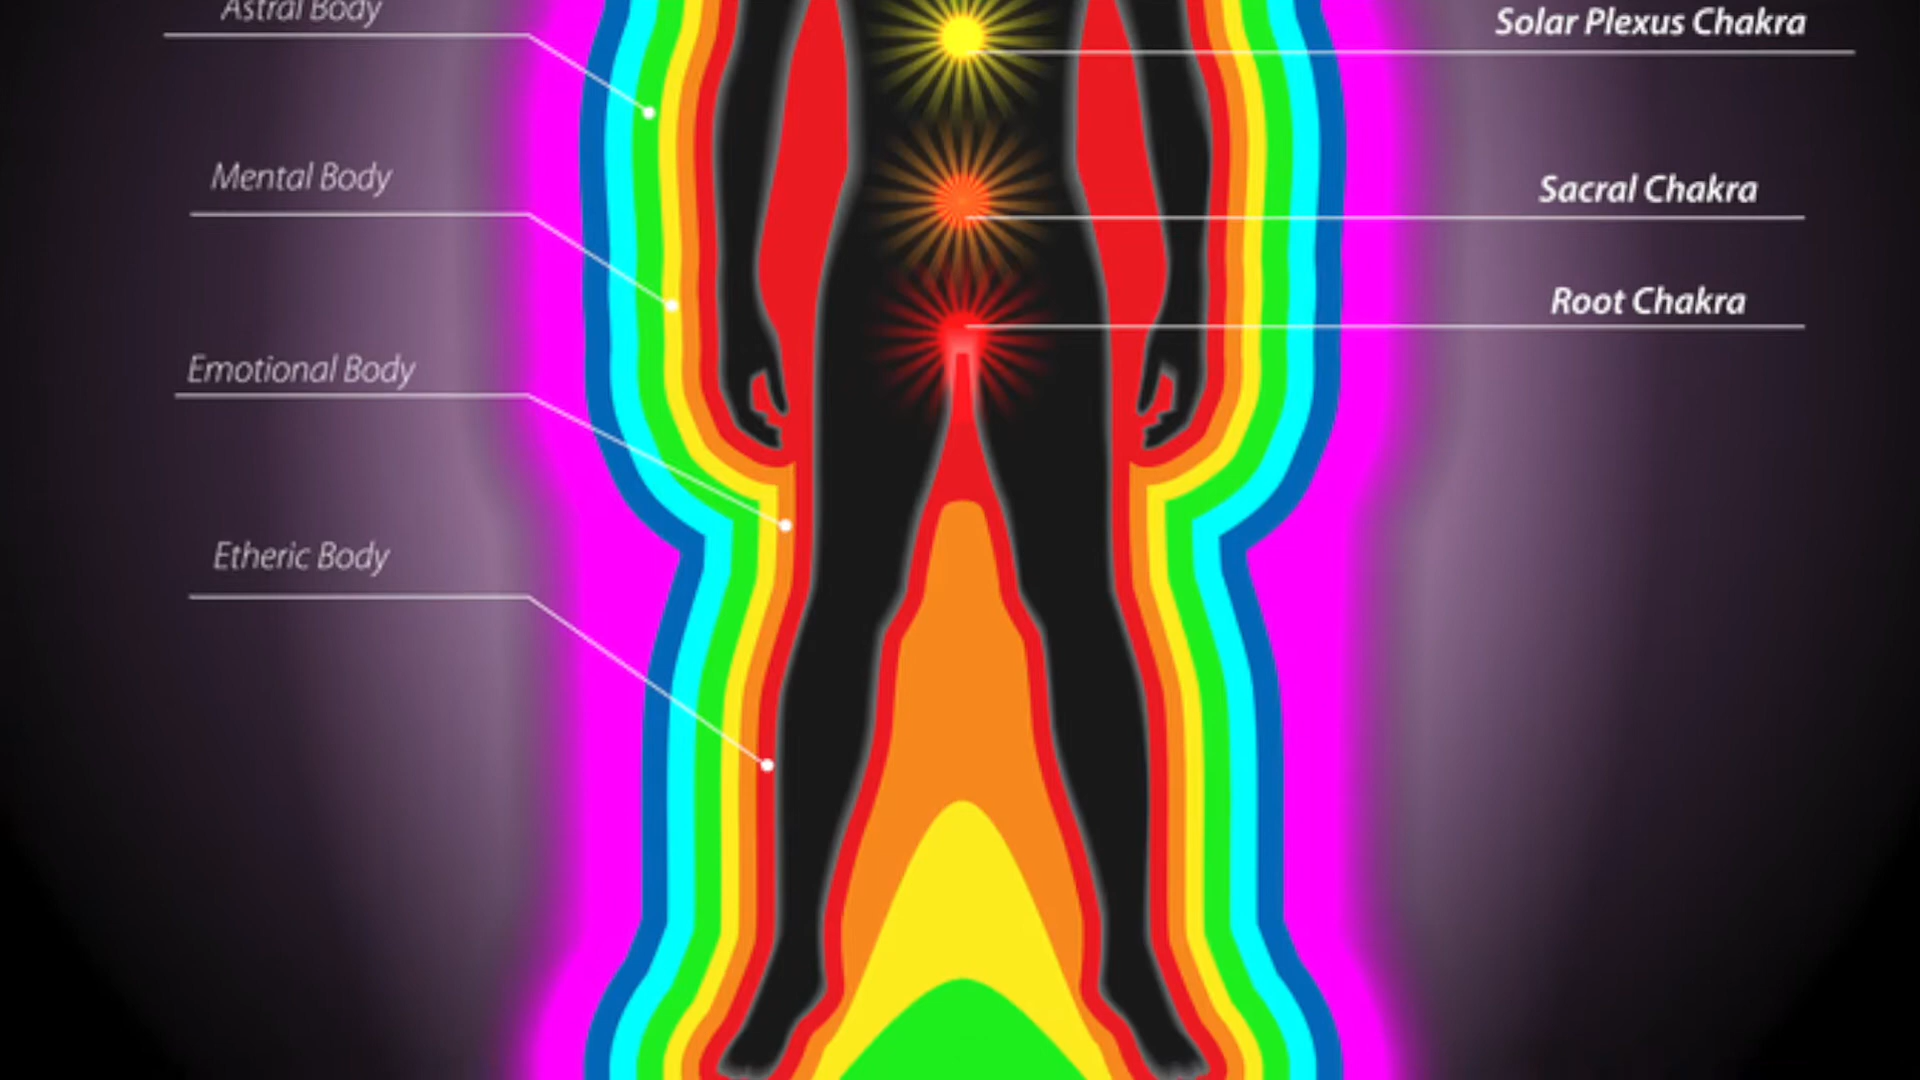 Astral Body
Solar Plexus Chakra
Mental Body
Sacral Chakra
Root Chakra
Emotional Body
Etheric Body